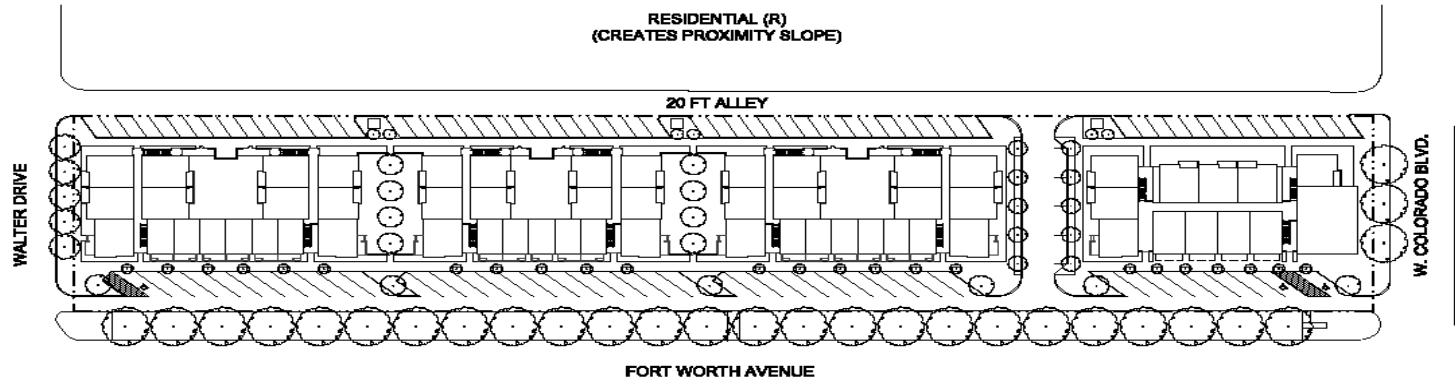 RESIDENTIAL (R)
(CREATES PROXIMITY SLOPE)
20 FT ALLEY
WALTER DRIVE
W. COLORADO BLVD.
FORT WORTH AVENUE